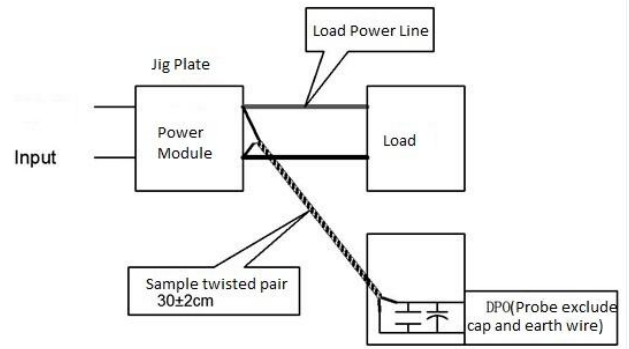 Load Power Line
Jig Plate
Power
Module
Load
Input
Sample twisted pair
30±2cm
DPO(Probe exclude
cap and earth wire)